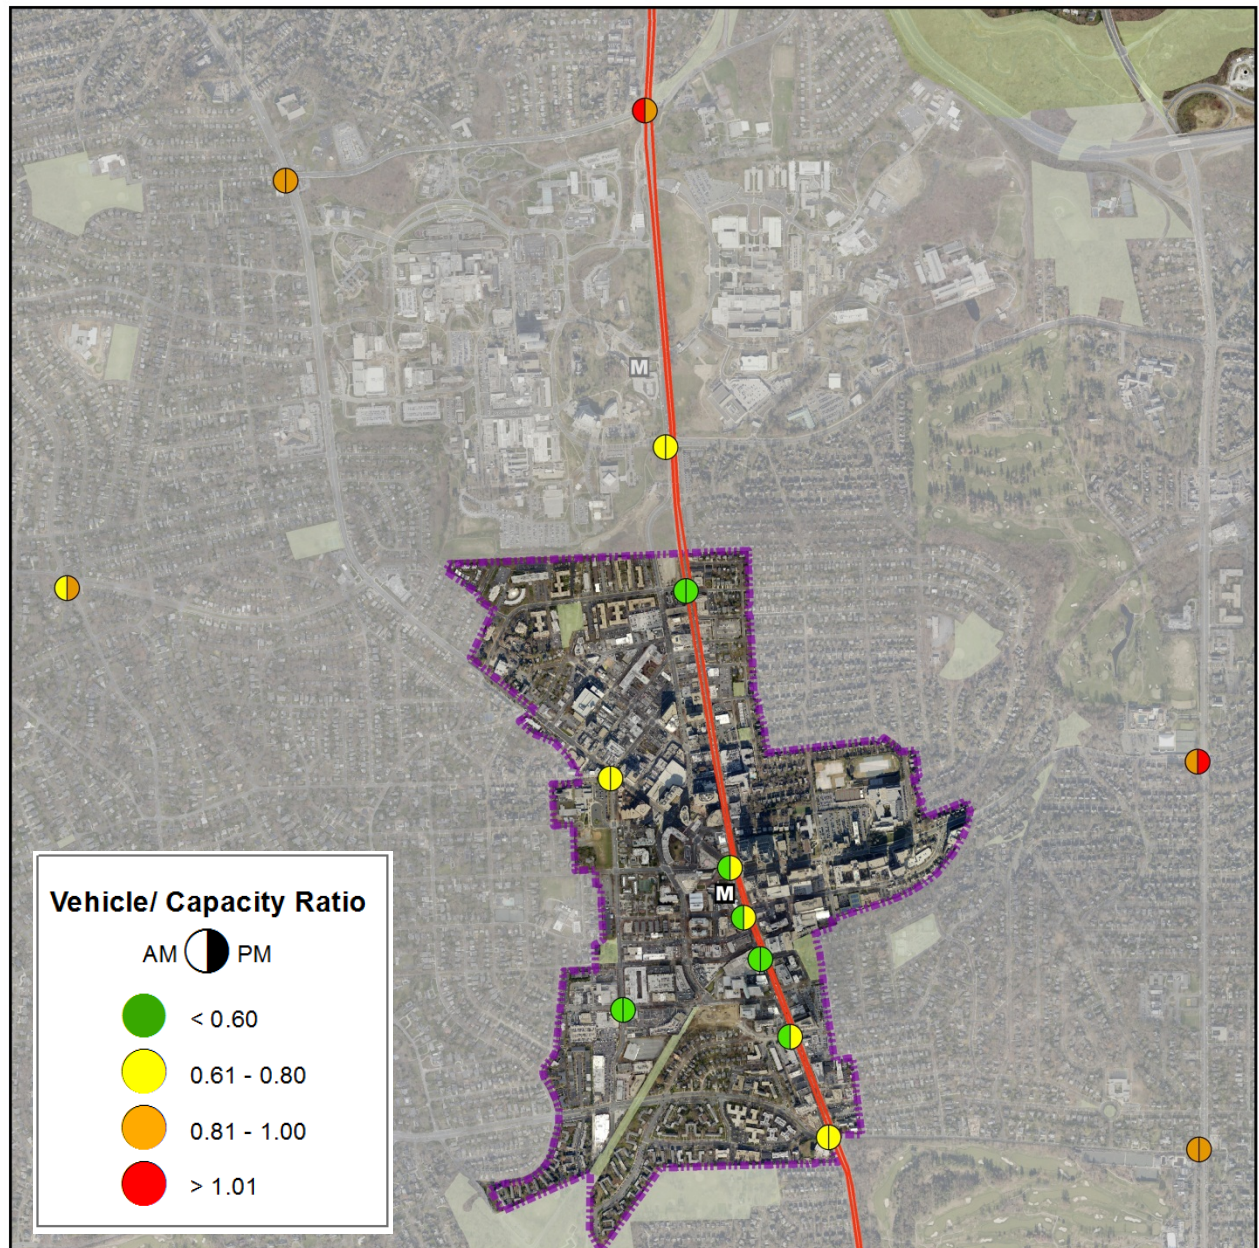 M
M
Vehicle/ Capacity Ratio
AM PM
< 0.60
0.61 - 0.80
0.81 - 1.00
> 1.01